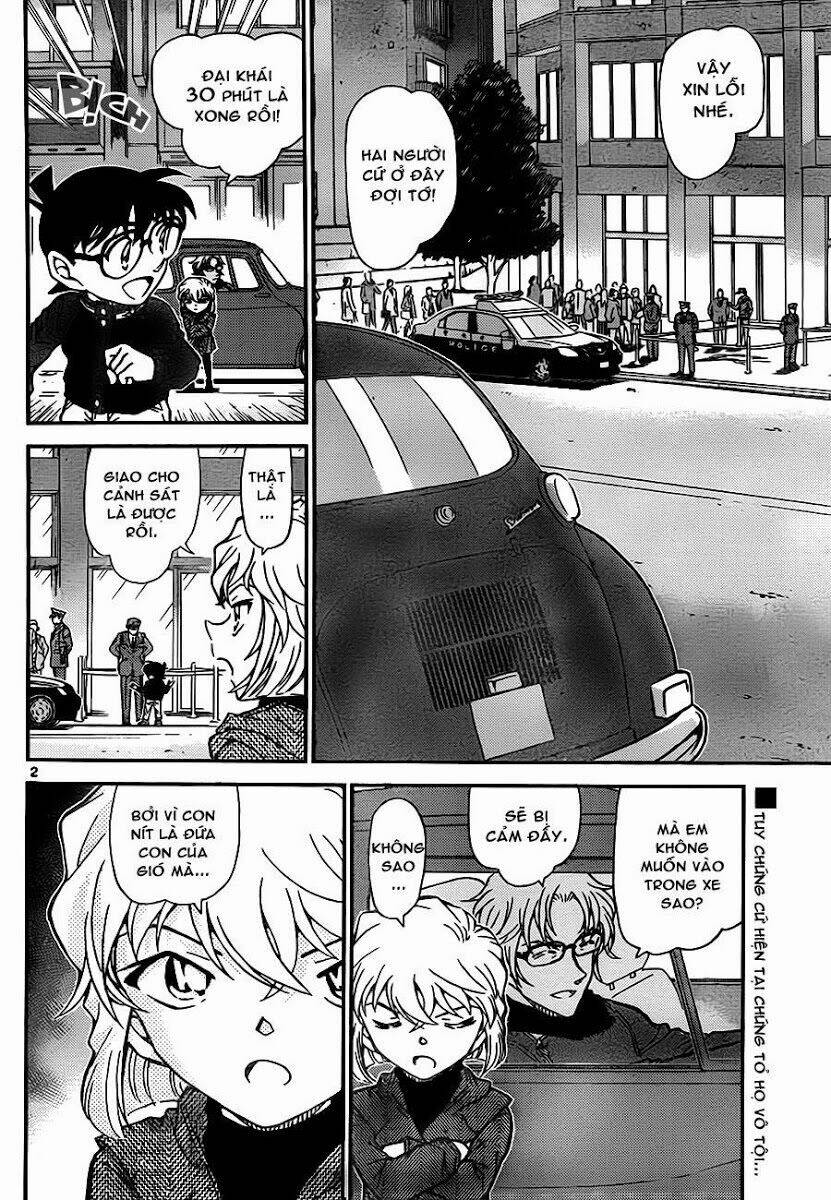 VẬY
XIN LỖI
NHÉ.
HAI NGƯỜI
CỨ Ở ĐÂY
ĐỢI TỚ!
POLICE
ĐẠI KHÁI
30 PHÚT LÀ
XONG RỒI!
BỊCH
THẬT
LÀ
...
GIAO CHO
CẢNH SÁT
LÀ ĐƯỢC
RỒI.
2
TUY CHỨNG CỨ HIỆN TẠI CHỨNG TỎ HỌ VÔ TỘI...
MÀ EM
KHÔNG
MUỐN VÀO
TRONG XE
SAO?
SẼ BỊ
CẢM ĐẤY.
KHÔNG
SAO
...
BỞI VÌ CON
NÍT LÀ ĐỨA
CON CỦA
GIÓ MÀ...